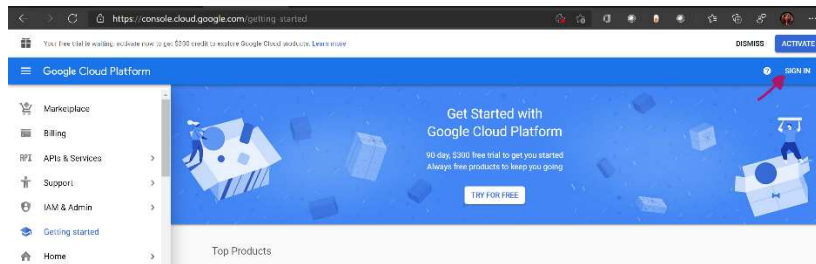 https://console.cloud.google.com/getting-started
Your free trial is waiting: activate now to get $300 credit to explore Google Cloud products. Learn more
DISMISS
ACTIVATE
Google Cloud Platform
SIGN IN
Marketplace
Billing
API APIs & Services
Support
IAM & Admin
Getting started
Home
Get Started with
Google Cloud Platform
90-day, $300 free trial to get you started
Always free products to keep you going
TRY FOR FREE
Top Products